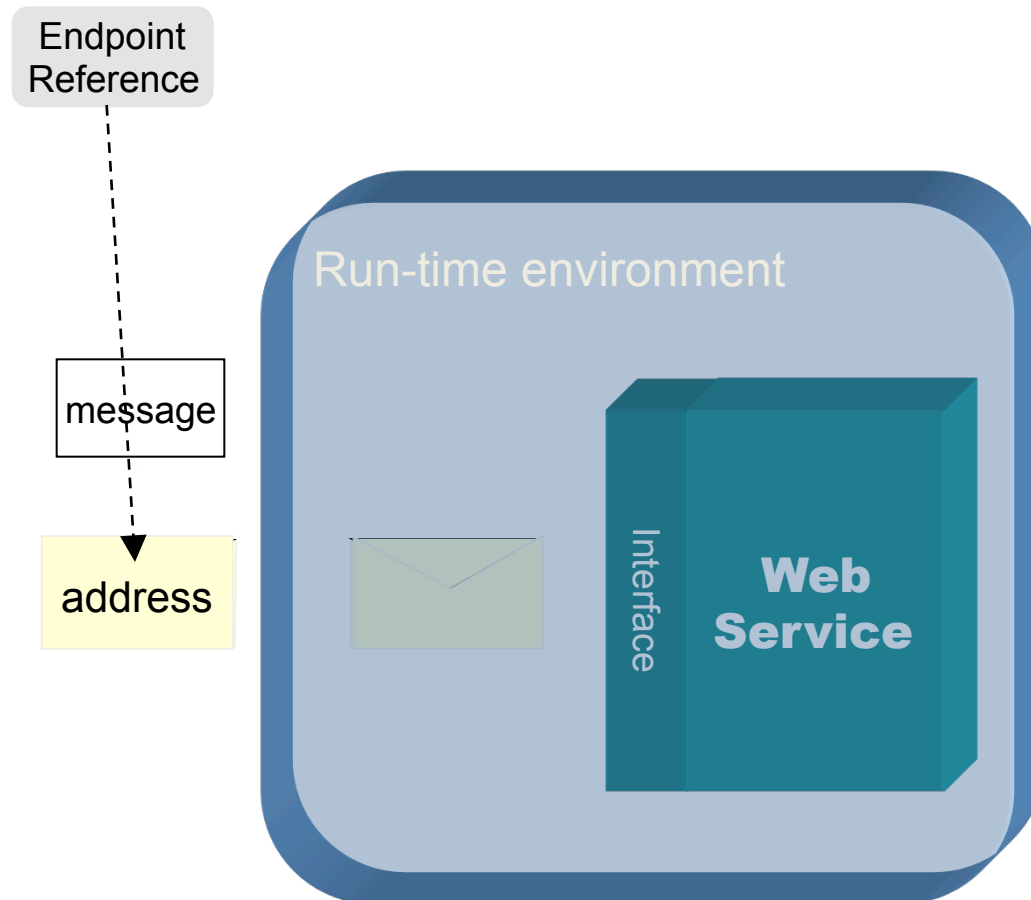 Endpoint
Reference
Run-time environment
message
address
Interface
Web
Service